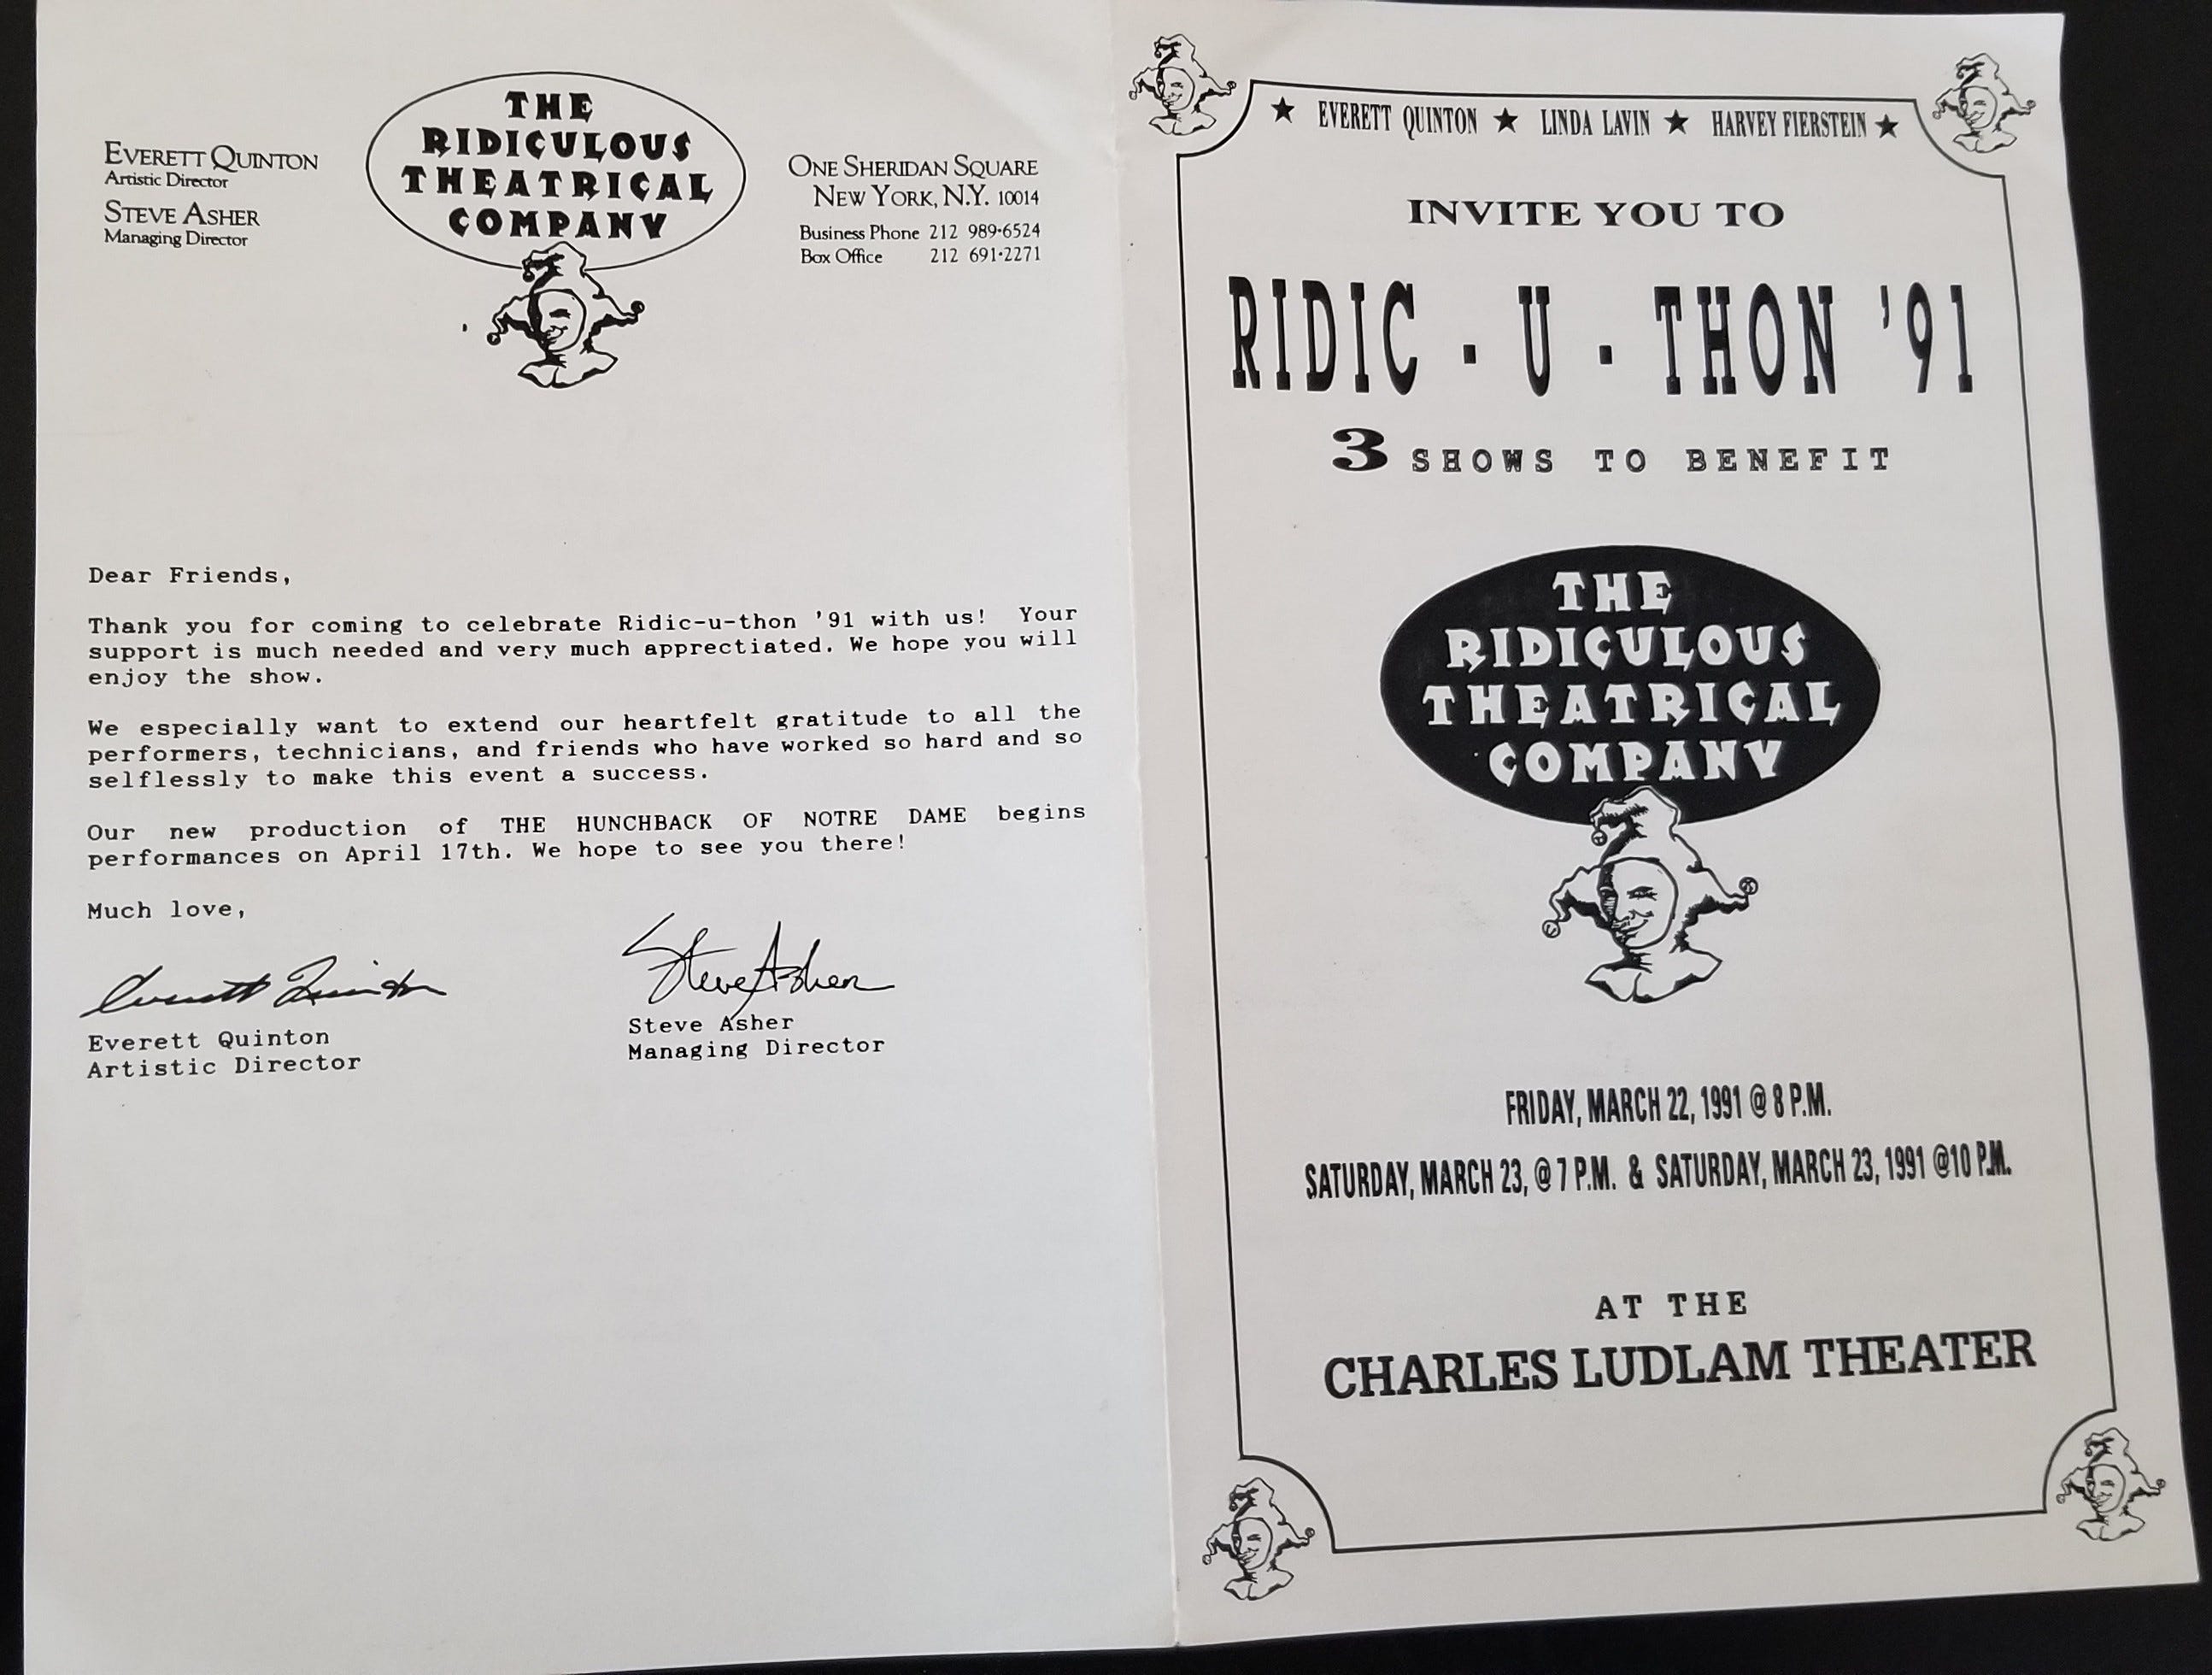 EVERETT QUINTON
Artistic Director
STEVE ASHER
Managing Director
THE
RIDICULOUS
THEATRICAL
COMPANY
ONE SHERIDAN SQUARE
NEW YORK, N.Y. 10014
Business Phone 212 989·6524
Box Office 212 691·2271
Dear Friends,
Thank you for coming to celebrate Ridic-u-thon '91 with us! Your
support is much needed and very much apprectiated. We hope you will
enjoy the show.
We especially want to extend our heartfelt gratitude to all the
performers, technicians, and friends who have worked so hard and so
selflessly to make this event a success.
Our new production of THE HUNCHBACK OF NOTRE DAME begins
performances on April 17th. We hope to see you there!
Much love,
Everett Quinton
Steve Asher
Everett Quinton
Artistic Director
Steve Asher
Managing Director
★ EVERETT QUINTON ★ LINDA LAVIN ★ HARVEY FIERSTEIN ★
INVITE YOU TO
RIDIC - U - THON '91
3 SHOWS TO BENEFIT
THE
RIDICULOUS
THEATRICAL
COMPANY
FRIDAY, MARCH 22, 1991 @ 8 P.M.
SATURDAY, MARCH 23, @ 7 P.M. & SATURDAY, MARCH 23, 1991 @10 P.M.
AT THE
CHARLES LUDLAM THEATER